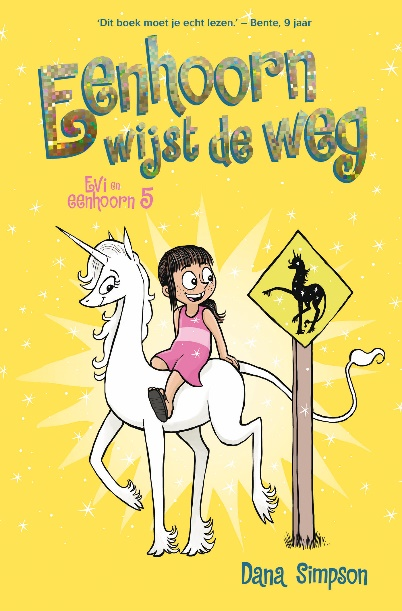 'Dit boek moet je echt lezen.' – Bente, 9 jaar
Eenhoorn
wijst de weg
Evi en
eenhoorn 5
Dana Simpson